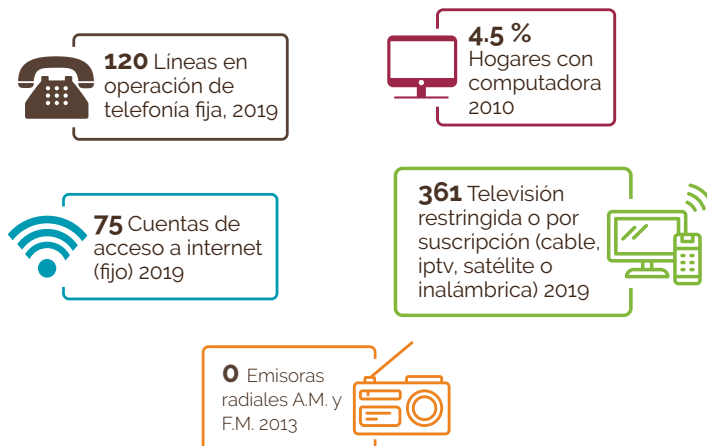 120 Líneas en
operación de
telefonía fija, 2019
4.5 %
Hogares con
computadora
2010
75 Cuentas de
acceso a internet
(fijo) 2019
361 Televisión
restringida o por
suscripción (cable,
iptv, satélite o
inalámbrica) 2019
0 Emisoras
radiales A.M. y
F.M. 2013